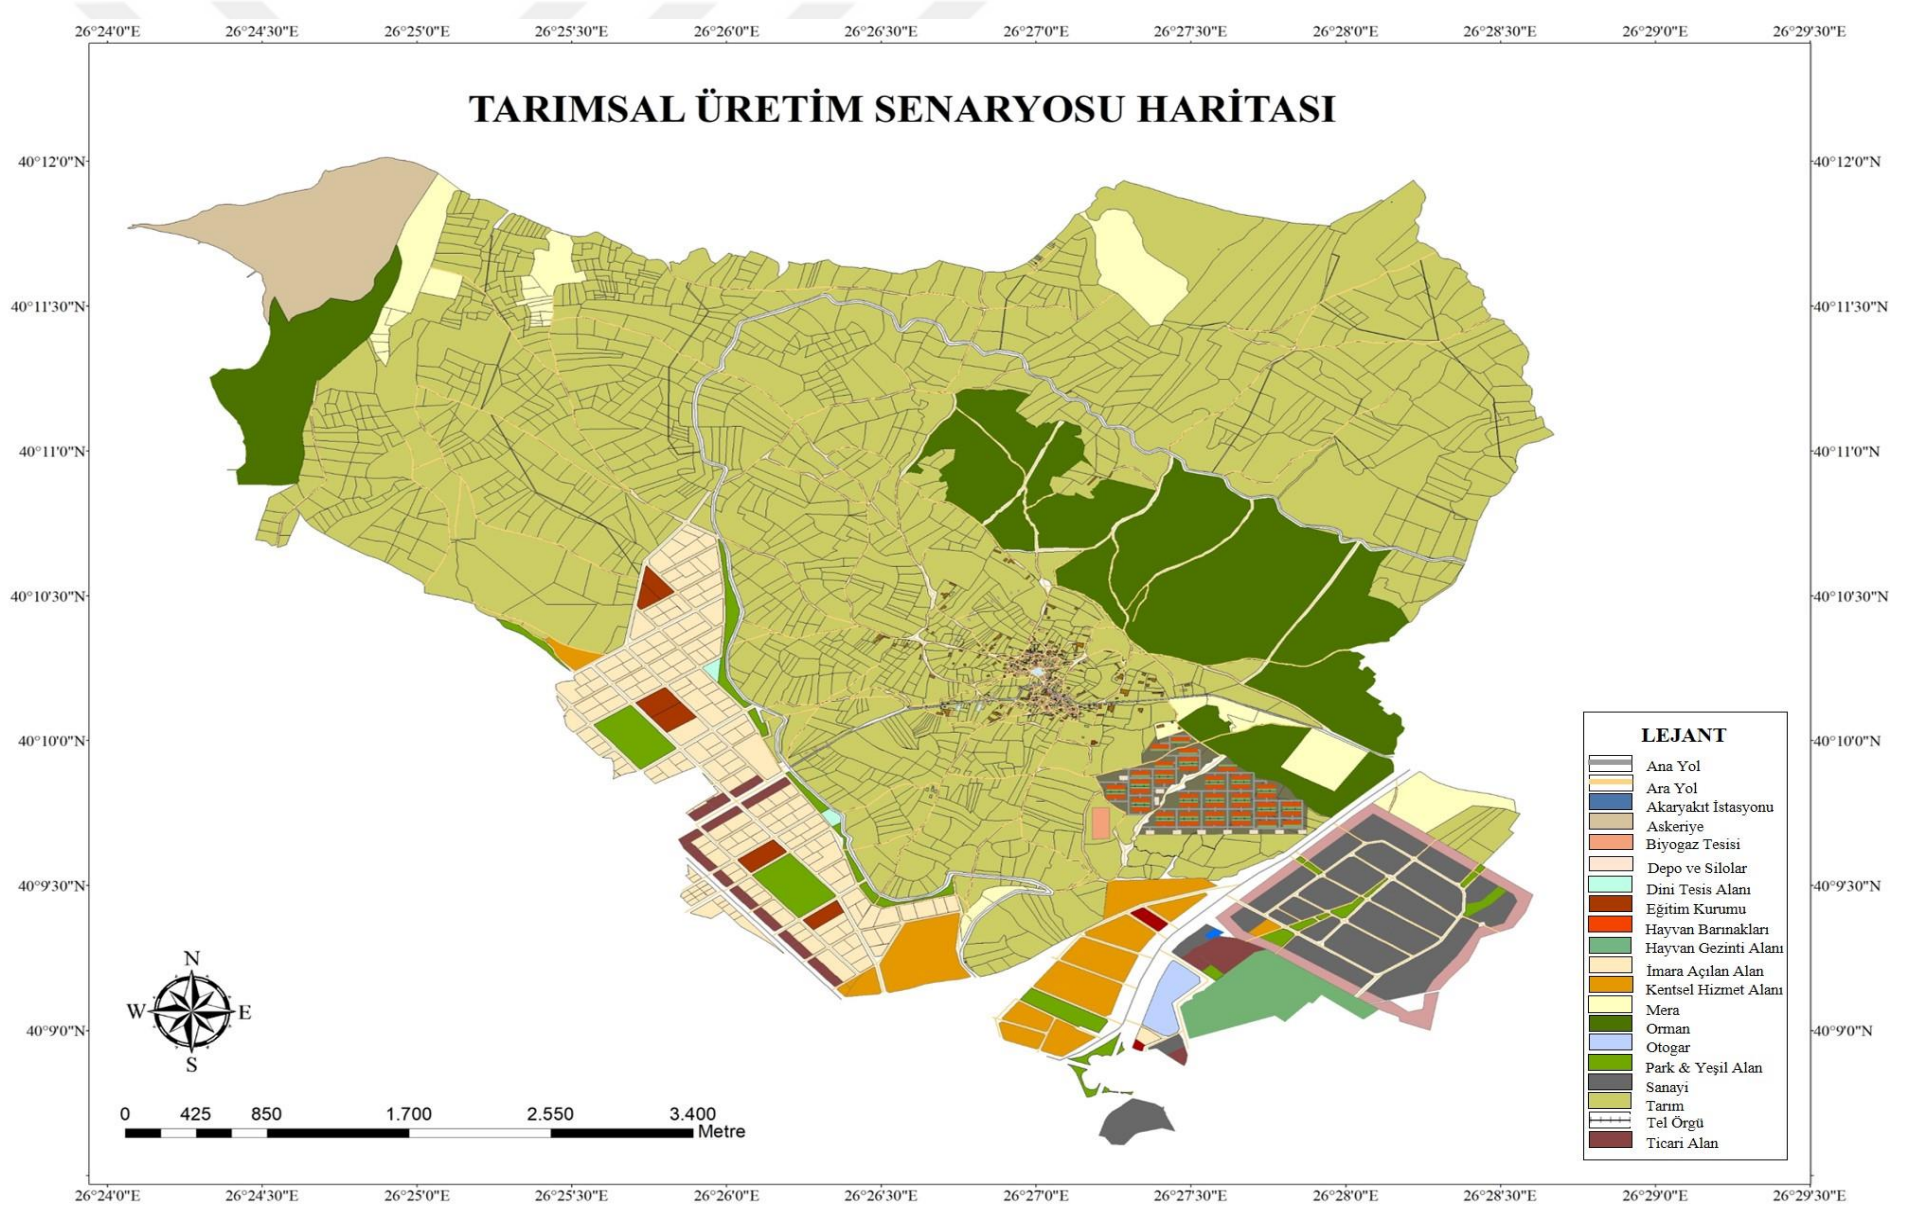 26°24'0"E 26°24'30"E 26°25'0"E 26°25'30"E 26°26'0"E 26°26'30"E 26°27'0"E 26°27'30"E 26°28'0"E 26°28'30"E 26°29'0"E 26°29'30"E
TARIMSAL ÜRETİM SENARYOSU HARİTASI
40°12'0"N 40°12'0"N
40°11'30"N 40°11'30"N
40°11'0"N 40°11'0"N
40°10'30"N 40°10'30"N
40°10'0"N 40°10'0"N
40°9'30"N 40°9'30"N
40°9'0"N 40°9'0"N
LEJANT
Ana Yol
Ara Yol
Akaryakıt İstasyonu
Askeriye
Biyogaz Tesisi
Depo ve Silolar
Dini Tesis Alanı
Eğitim Kurumu
Hayvan Barınakları
Hayvan Gezinti Alanı
İmara Açılan Alan
Kentsel Hizmet Alanı
Mera
Orman
Otogar
Park & Yeşil Alan
Sanayi
Tarım
Tel Örgü
Ticari Alan
N
W E
S
0 425 850 1.700 2.550 3.400
Metre
26°24'0"E 26°24'30"E 26°25'0"E 26°25'30"E 26°26'0"E 26°26'30"E 26°27'0"E 26°27'30"E 26°28'0"E 26°28'30"E 26°29'0"E 26°29'30"E